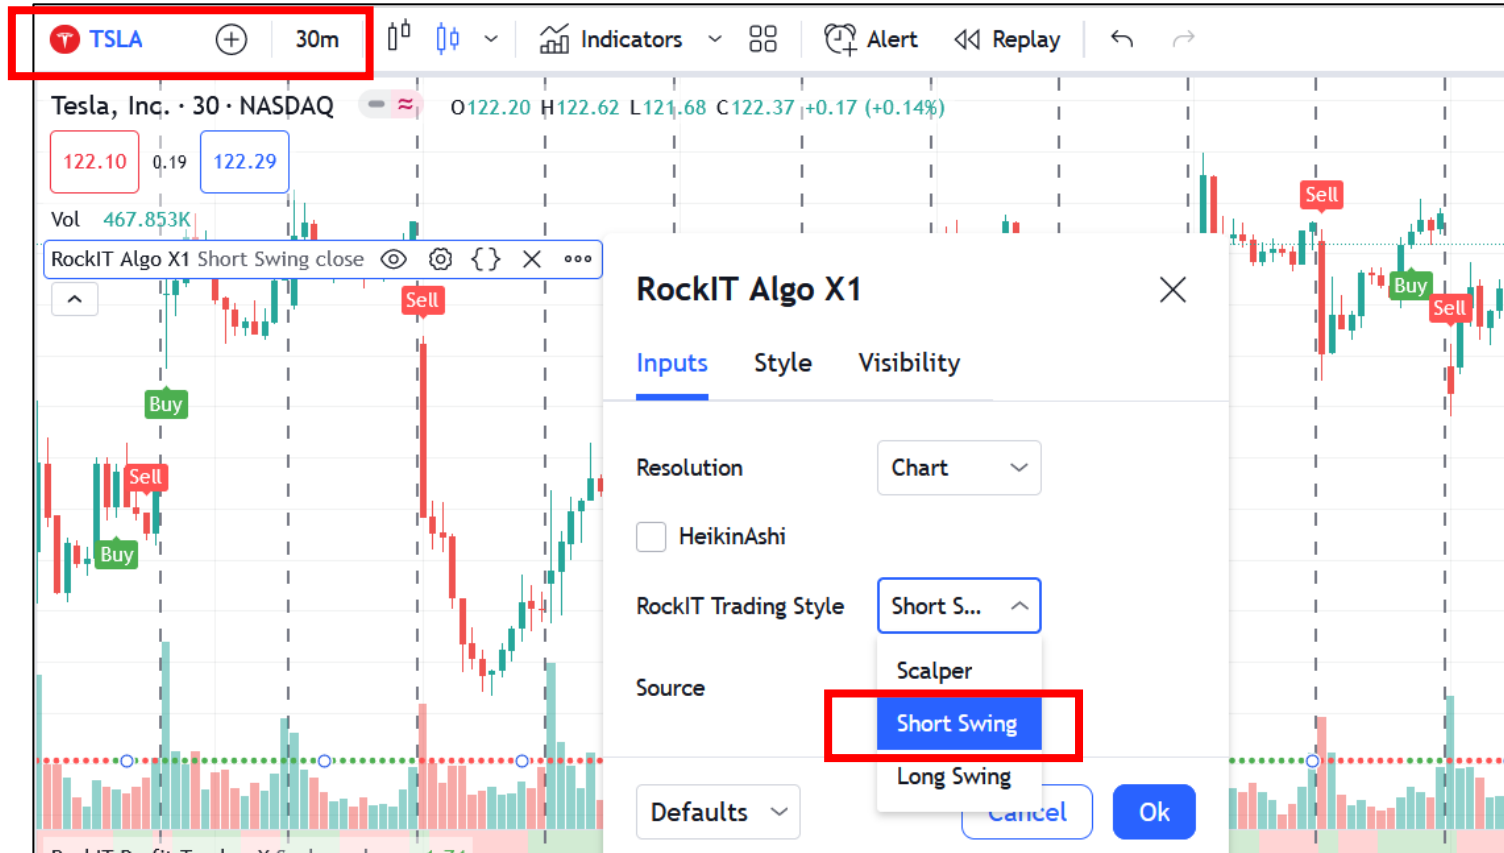 TSLA 30m Indicators Alert Replay
Tesla, Inc. · 30 · NASDAQ O122.20 H122.62 L121.68 C122.37 +0.17 (+0.14%)
122.10 0.19 122.29
Vol 467.853K
RockIT Algo X1 Short Swing close
Sell
Buy
Sell
Buy
Sell
Sell
Buy
Sell
RockIT Algo X1
Inputs Style Visibility
Resolution Chart
HeikinAshi
RockIT Trading Style Short S...
Scalper
Source
Short Swing
Long Swing
Defaults Cancel Ok